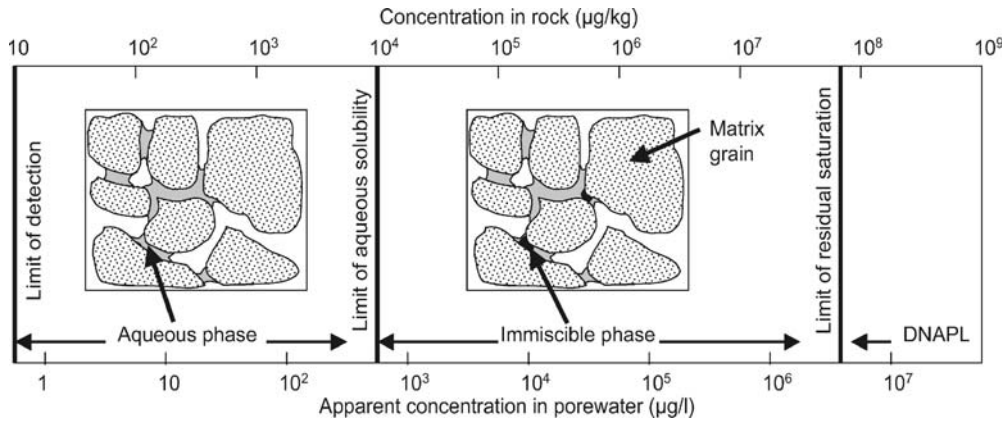 Concentration in rock (µg/kg)
10 10² 10³ 10⁴ 10⁵ 10⁶ 10⁷ 10⁸ 10⁹
Limit of detection
Limit of aqueous solubility
Matrix
grain
Limit of residual saturation
Aqueous phase
Immiscible phase
DNAPL
1 10 10² 10³ 10⁴ 10⁵ 10⁶ 10⁷
Apparent concentration in porewater (µg/l)